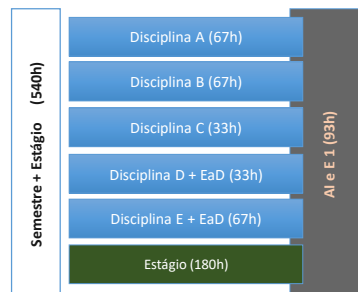 Semestre + Estágio (540h)
Disciplina A (67h)
Disciplina B (67h)
Disciplina C (33h)
Disciplina D + EaD (33h)
Disciplina E + EaD (67h)
Estágio (180h)
AI e E 1 (93h)